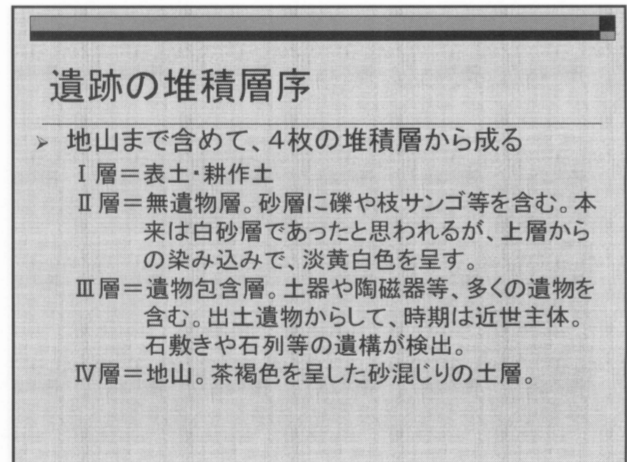 遺跡の堆積層序
➢ 地山まで含めて、4枚の堆積層から成る
Ⅰ層＝表土・耕作土
Ⅱ層＝無遺物層。砂層に礫や枝サンゴ等を含む。本
来は白砂層であったと思われるが、上層から
の染み込みで、淡黄白色を呈す。
Ⅲ層＝遺物包含層。土器や陶磁器等、多くの遺物を
含む。出土遺物からして、時期は近世主体。
石敷きや石列等の遺構が検出。
Ⅳ層＝地山。茶褐色を呈した砂混じりの土層。